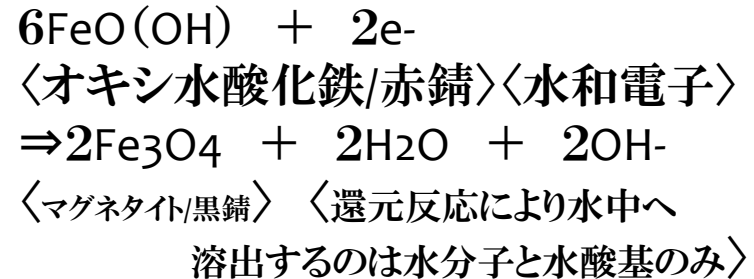 6FeO(OH) + 2e-
〈オキシ水酸化鉄/赤錆〉〈水和電子〉
⇒2Fe3O4 + 2H2O + 2OH-
〈マグネタイト/黒錆〉 〈還元反応により水中へ
溶出するのは水分子と水酸基のみ〉